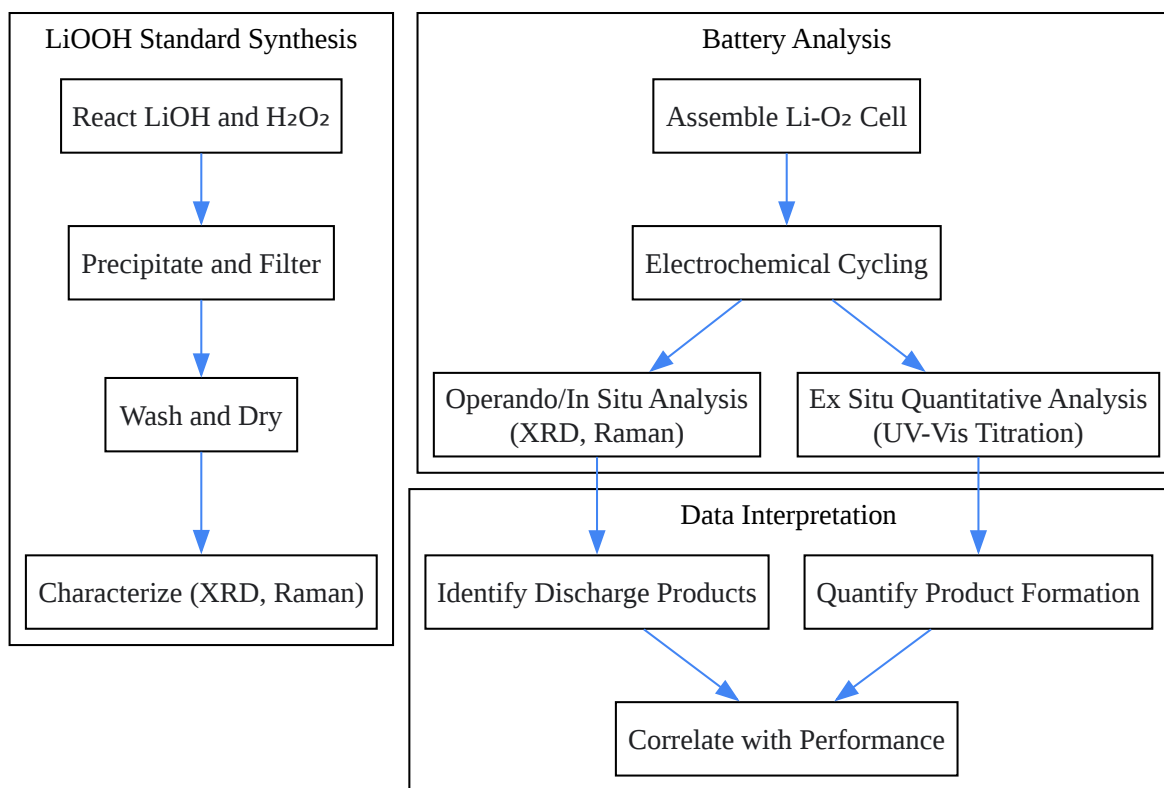 LiOOH Standard Synthesis
React LiOH and H₂O₂
Precipitate and Filter
Wash and Dry
Characterize (XRD, Raman)
Battery Analysis
Assemble Li-O₂ Cell
Electrochemical Cycling
Operando/In Situ Analysis
(XRD, Raman)
Ex Situ Quantitative Analysis
(UV-Vis Titration)
Data Interpretation
Identify Discharge Products
Quantify Product Formation
Correlate with Performance